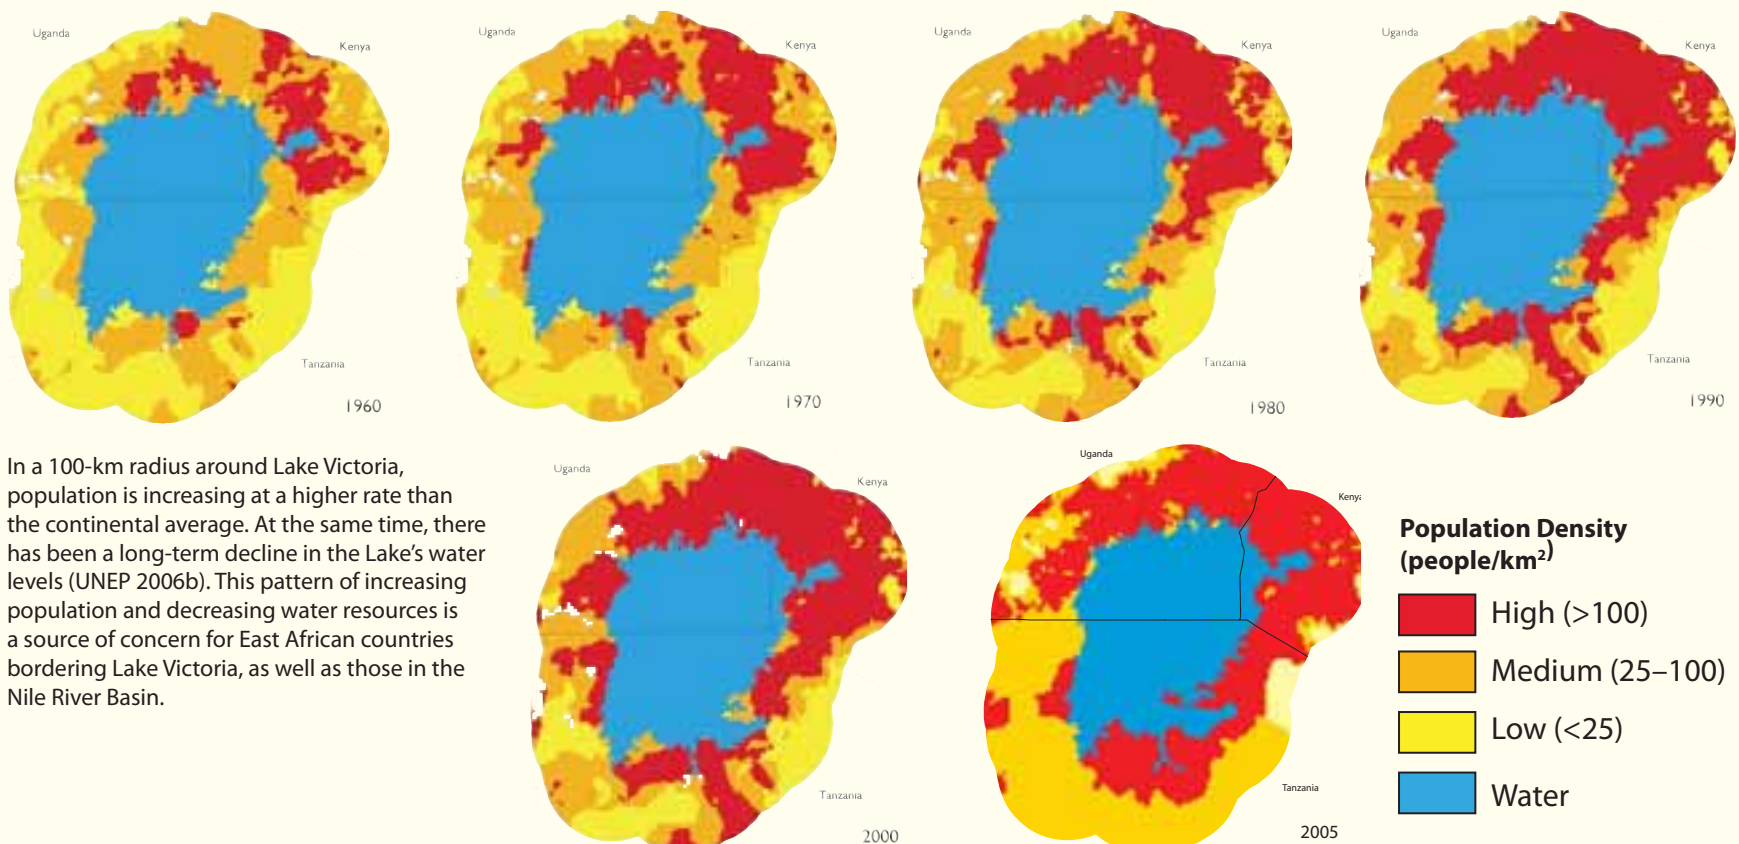 Uganda
Kenya
Tanzania
1960
Uganda
Kenya
Tanzania
1970
Uganda
Kenya
Tanzania
1980
Uganda
Kenya
Tanzania
1990
In a 100-km radius around Lake Victoria,
population is increasing at a higher rate than
the continental average. At the same time, there
has been a long-term decline in the Lake's water
levels (UNEP 2006b). This pattern of increasing
population and decreasing water resources is
a source of concern for East African countries
bordering Lake Victoria, as well as those in the
Nile River Basin.
Uganda
Kenya
Tanzania
2000
Uganda
Kenya
Tanzania
2005
Population Density
(people/km²)
High (>100)
Medium (25–100)
Low (<25)
Water